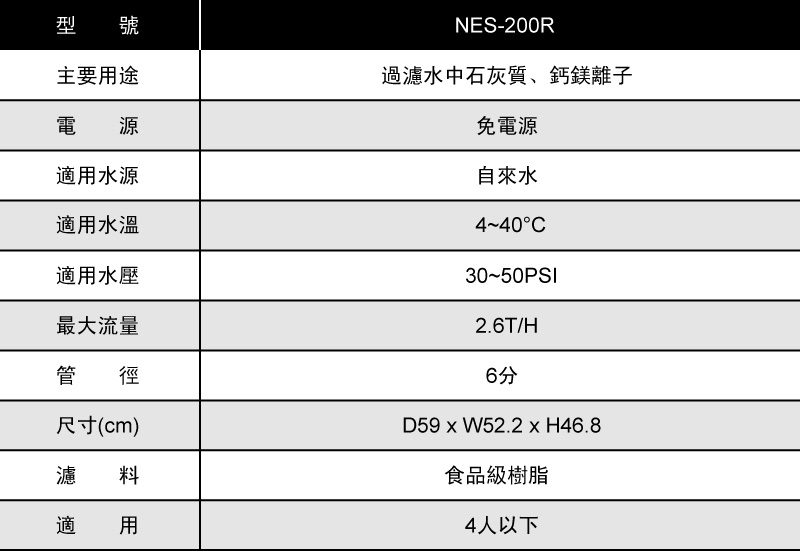 型　　號　NES-200R
主要用途　過濾水中石灰質、鈣鎂離子
電　　源　免電源
適用水源　自來水
適用水溫　4~40°C
適用水壓　30~50PSI
最大流量　2.6T/H
管　　徑　6分
尺寸(cm)　D59 x W52.2 x H46.8
濾　　料　食品級樹脂
適　　用　4人以下